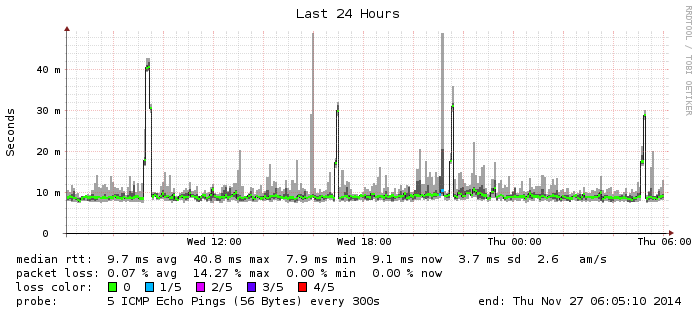 Last 24 Hours
RRDTOOL / TOBI OETIKER
Seconds
40 m
30 m
20 m
10 m
0
Wed 12:00 Wed 18:00 Thu 00:00 Thu 06:00
median rtt: 9.7 ms avg 40.8 ms max 7.9 ms min 9.1 ms now 3.7 ms sd 2.6 am/s
packet loss: 0.07 % avg 14.27 % max 0.00 % min 0.00 % now
loss color: 0 1/5 2/5 3/5 4/5
probe: 5 ICMP Echo Pings (56 Bytes) every 300s end: Thu Nov 27 06:05:10 2014